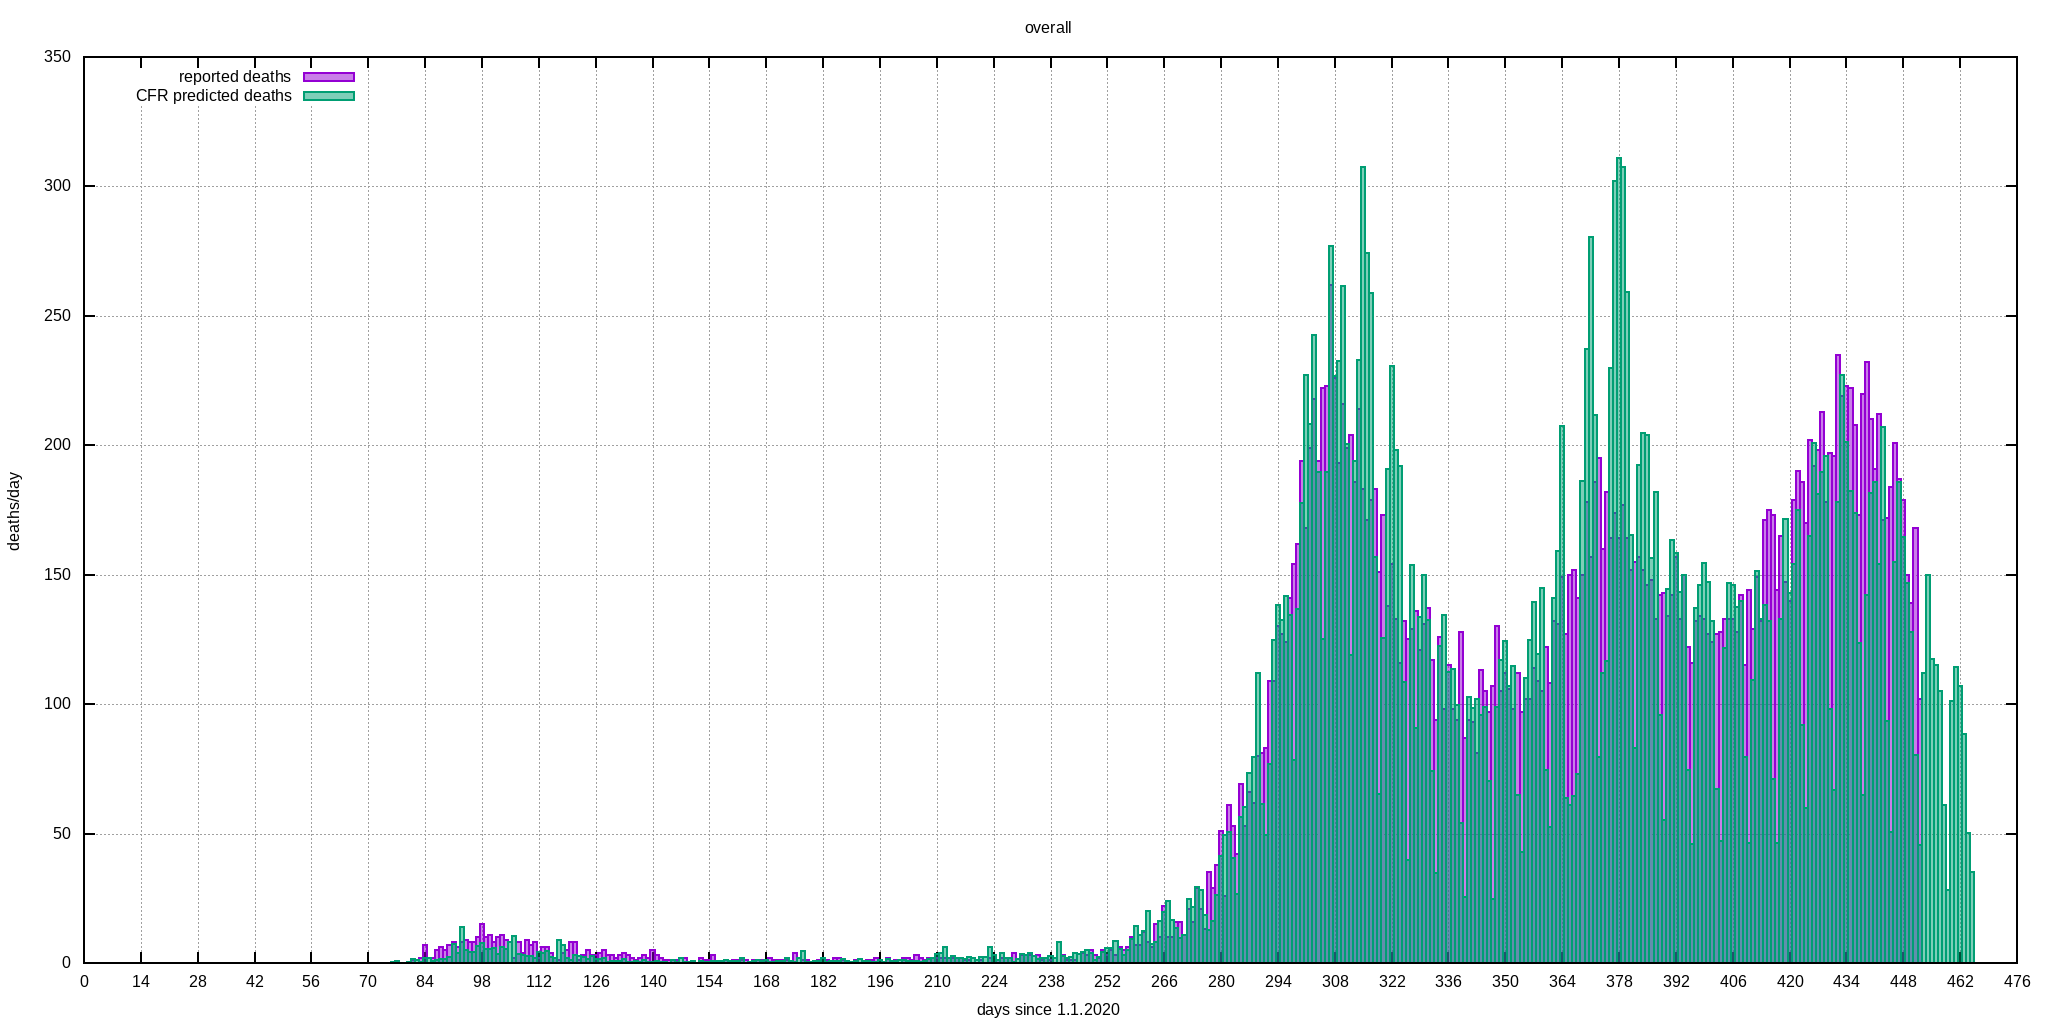 overall
reported deaths
CFR predicted deaths
350
300
250
200
150
100
50
0
deaths/day
0 14 28 42 56 70 84 98 112 126 140 154 168 182 196 210 224 238 252 266 280 294 308 322 336 350 364 378 392 406 420 434 448 462 476
days since 1.1.2020